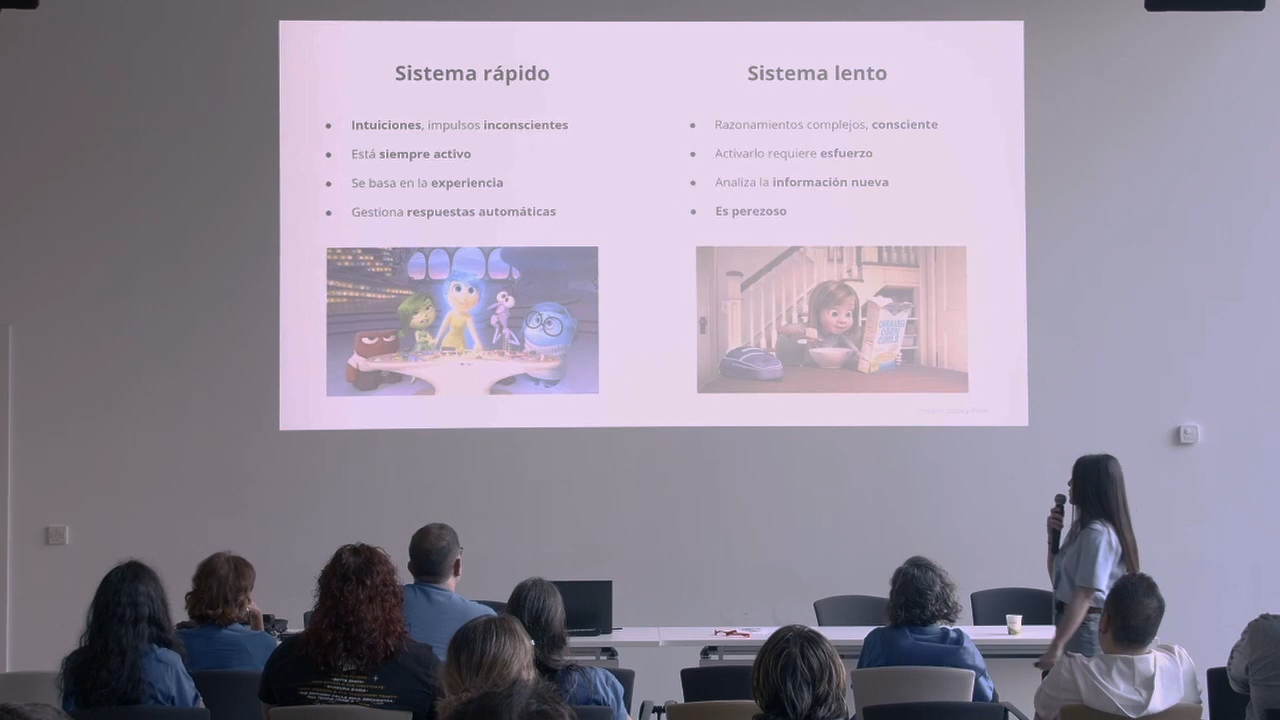 Sistema rápido
Intuiciones, impulsos inconscientes
Está siempre activo
Se basa en la experiencia
Gestiona respuestas automáticas
Sistema lento
Razonamientos complejos, consciente
Activarlo requiere esfuerzo
Analiza la información nueva
Es perezoso